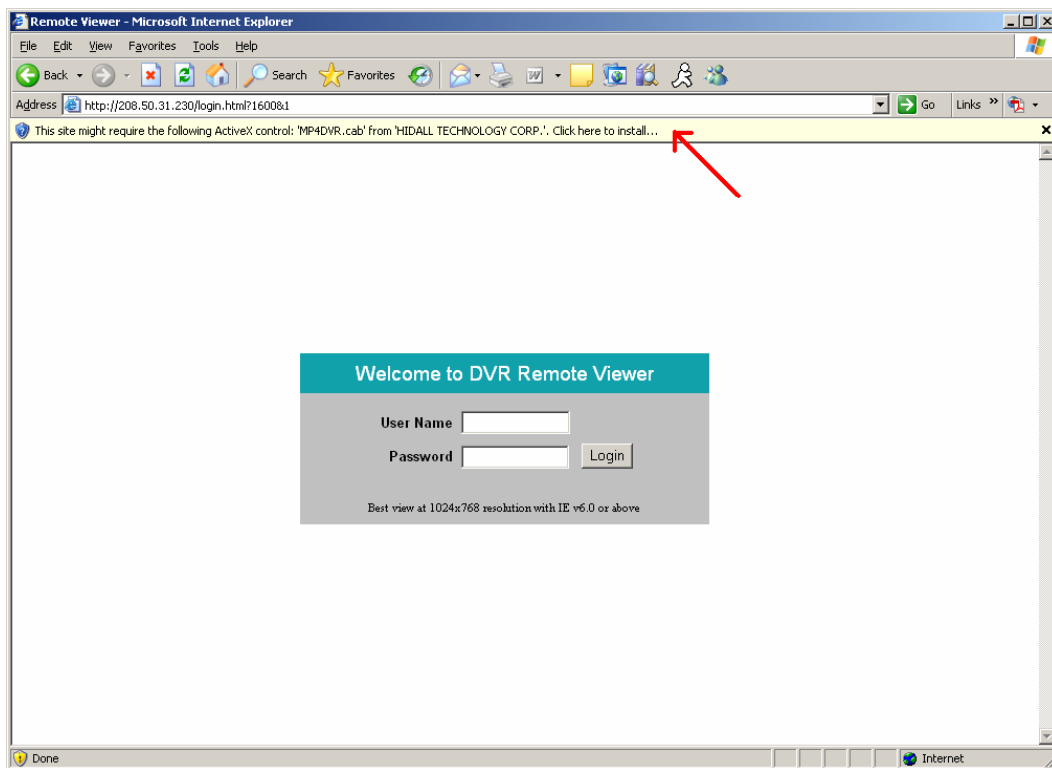 Remote Viewer - Microsoft Internet Explorer
File Edit View Favorites Tools Help
Back Search Favorites
Address http://208.50.31.230/login.html?1600&1 Go Links »
This site might require the following ActiveX control: 'MP4DVR.cab' from 'HIDALL TECHNOLOGY CORP.'. Click here to install...
Welcome to DVR Remote Viewer
User Name
Password Login
Best view at 1024x768 resolution with IE v6.0 or above
Done Internet